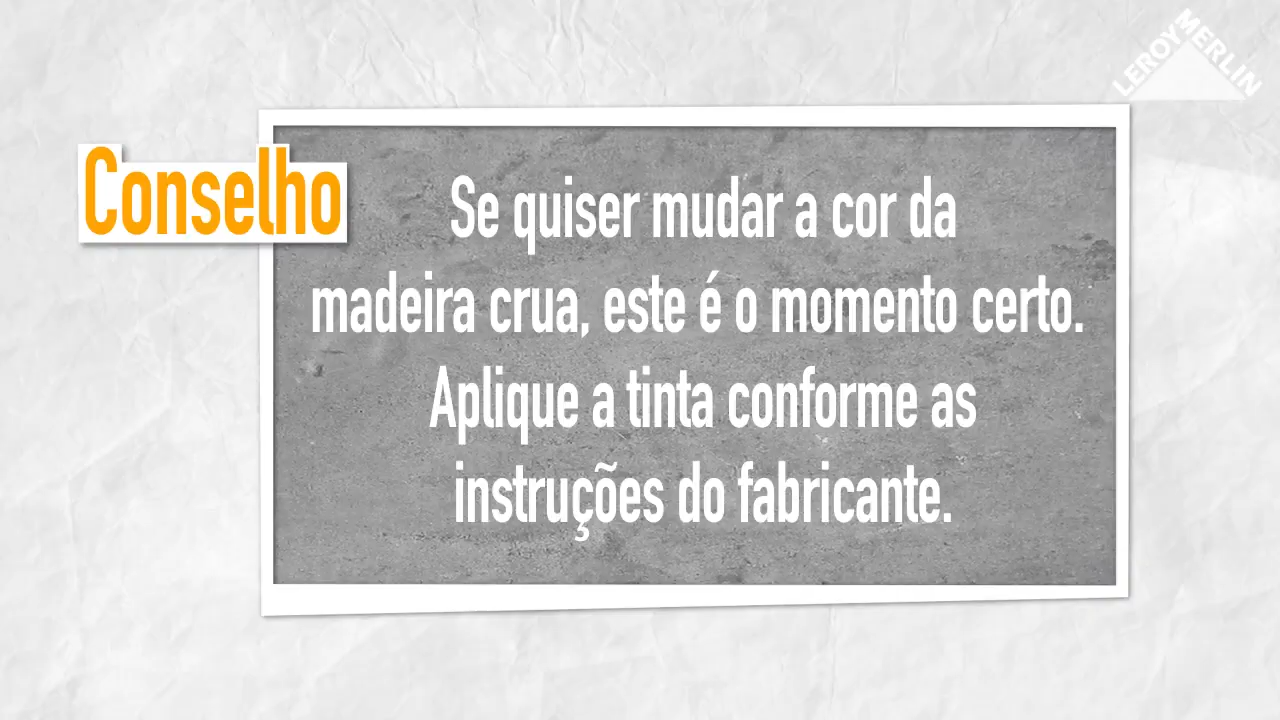 LEROY MERLIN
Conselho
Se quiser mudar a cor da
madeira crua, este é o momento certo.
Aplique a tinta conforme as
instruções do fabricante.